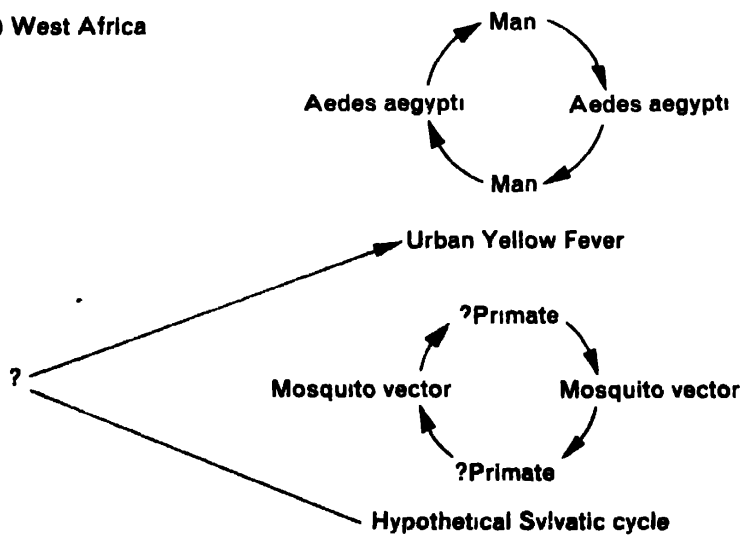 ) West Africa
Man
Aedes aegypti Aedes aegypti
Man
Urban Yellow Fever
?Primate
?
Mosquito vector Mosquito vector
?Primate
Hypothetical Sylvatic cycle